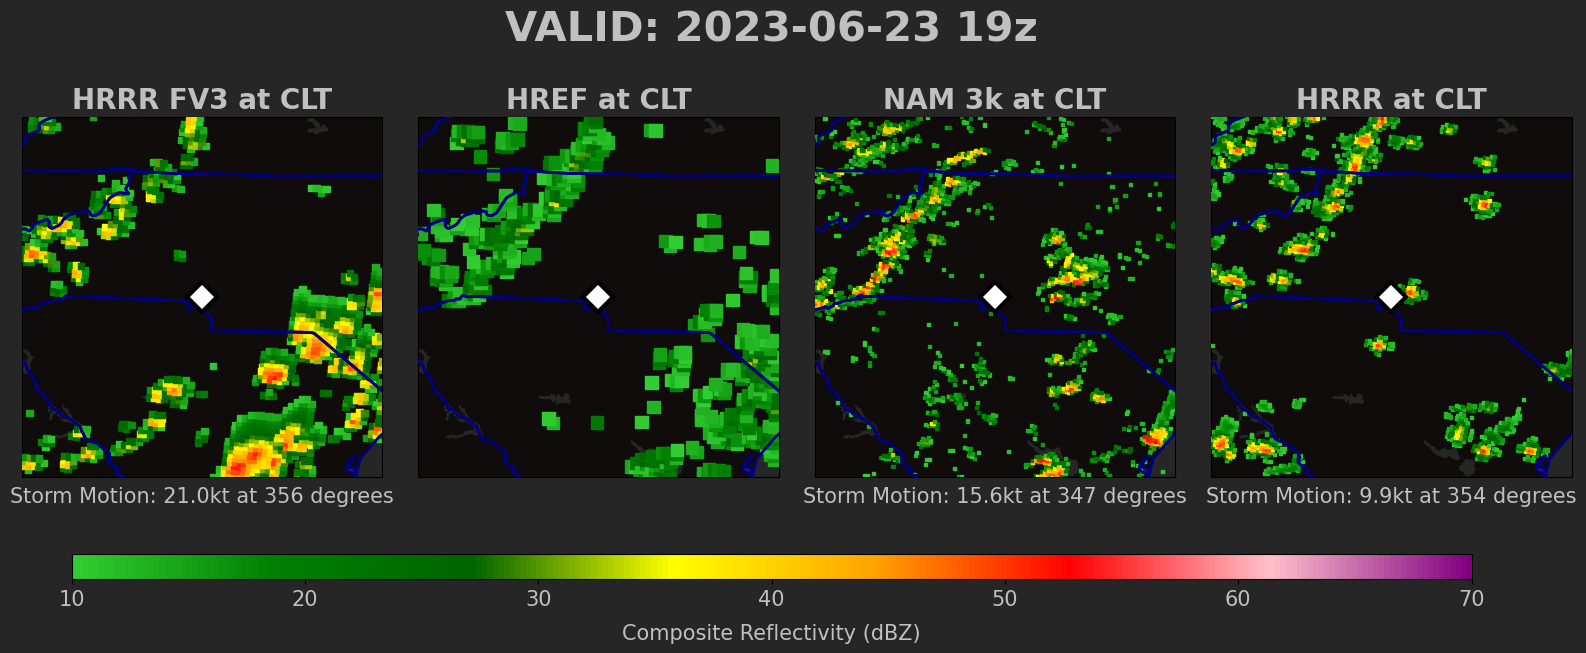 VALID: 2023-06-23 19z
HRRR FV3 at CLT
HREF at CLT
NAM 3k at CLT
HRRR at CLT
Storm Motion: 21.0kt at 356 degrees
Storm Motion: 15.6kt at 347 degrees
Storm Motion: 9.9kt at 354 degrees
10 20 30 40 50 60 70
Composite Reflectivity (dBZ)